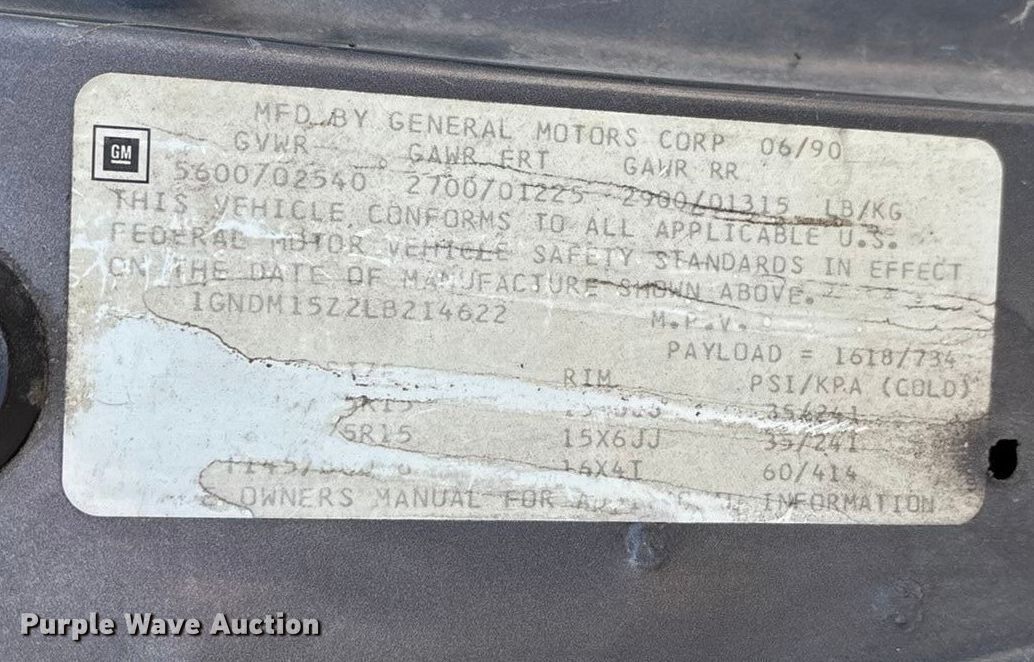 MFD BY GENERAL MOTORS CORP 06/90
GM
GVWR GAWR FRT GAWR RR
5600/02540 2700/01225 2900/01315 LB/KG
THIS VEHICLE CONFORMS TO ALL APPLICABLE U.S.
FEDERAL MOTOR VEHICLE SAFETY STANDARDS IN EFFECT
ON THE DATE OF MANUFACTURE SHOWN ABOVE.
1GNDM15Z2LB214622 M.P.V.
PAYLOAD = 1618/734
SIZE RIM PSI/KPA (COLD)
35/241
15X6JJ 35/241
16X4T 60/414
OWNERS MANUAL FOR INFORMATION
Purple Wave Auction